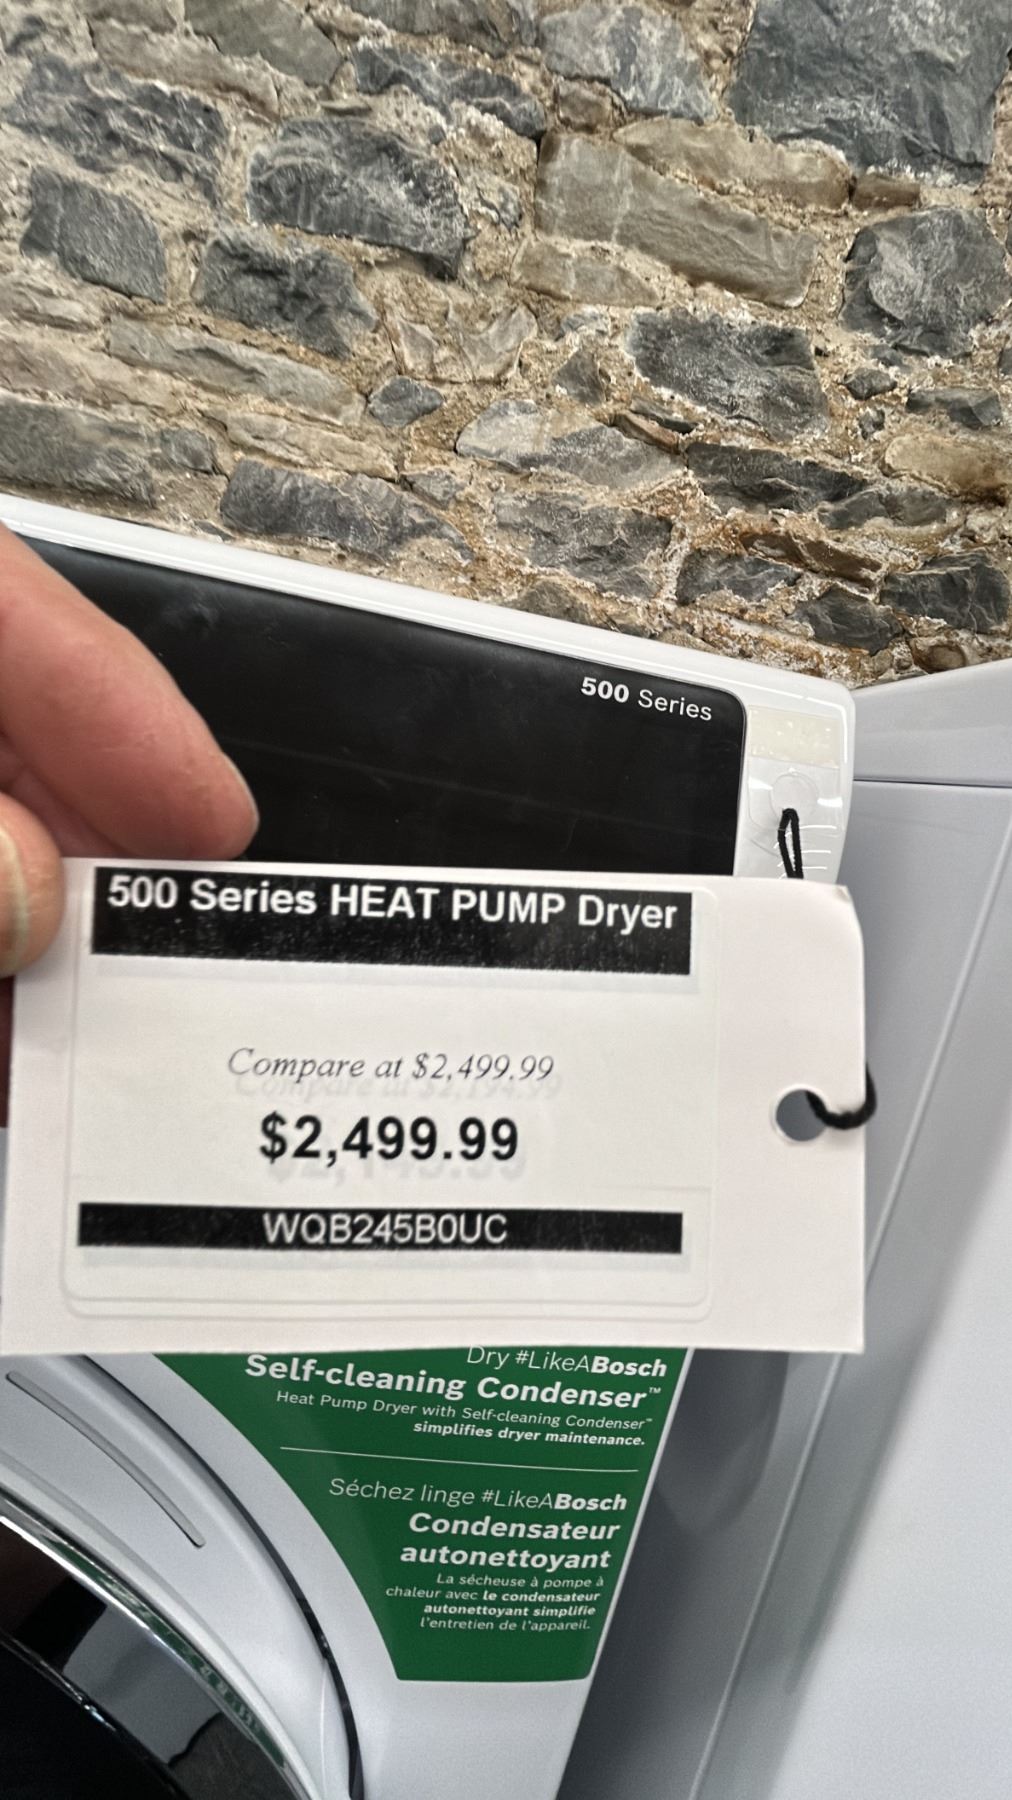 500 Series
500 Series HEAT PUMP Dryer
Compare at $2,499.99
$2,499.99
WQB245B0UC
Dry #LikeABosch
Self-cleaning Condenser™
Heat Pump Dryer with Self-cleaning Condenser™
simplifies dryer maintenance.
Séchez linge #LikeABosch
Condensateur
autonettoyant
La sécheuse à pompe à
chaleur avec le condensateur
autonettoyant simplifie
l'entretien de l'appareil.